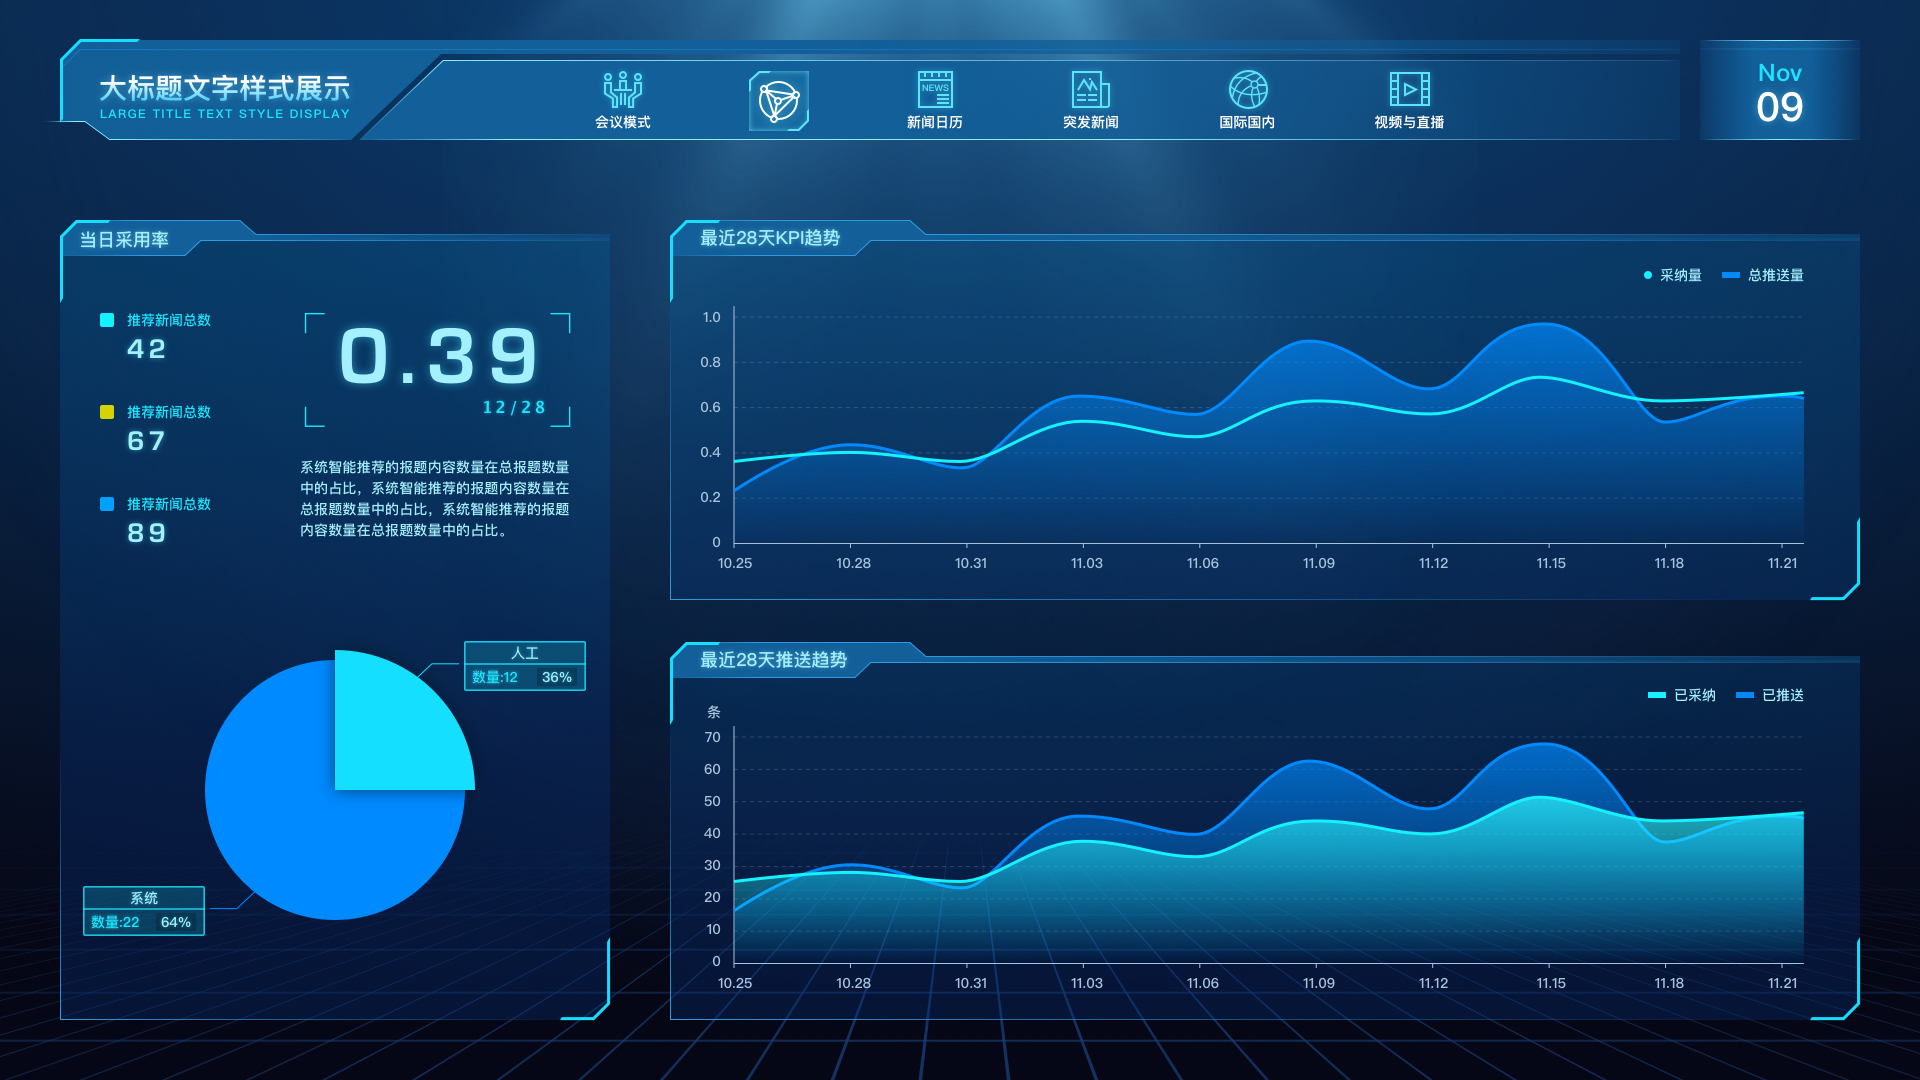 大标题文字样式展示
LARGE TITLE TEXT STYLE DISPLAY
会议模式
NEWS
新闻日历
突发新闻
国际国内
视频与直播
Nov
09
当日采用率
推荐新闻总数
42
推荐新闻总数
67
推荐新闻总数
89
0.39
12/28
系统智能推荐的报题内容数量在总报题数量
中的占比，系统智能推荐的报题内容数量在
总报题数量中的占比，系统智能推荐的报题
内容数量在总报题数量中的占比。
人工
数量:12 36%
系统
数量:22 64%
最近28天KPI趋势
采纳量 总推送量
1.0
0.8
0.6
0.4
0.2
0
10.25 10.28 10.31 11.03 11.06 11.09 11.12 11.15 11.18 11.21
最近28天推送趋势
已采纳 已推送
条
70
60
50
40
30
20
10
0
10.25 10.28 10.31 11.03 11.06 11.09 11.12 11.15 11.18 11.21